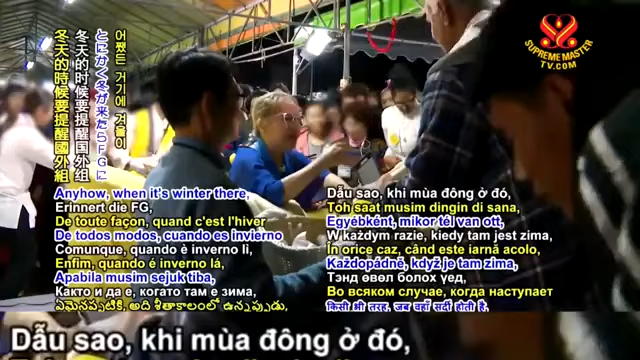 어쨌든 거기에 겨울이
とにかく冬が来たらFGに
冬天的时候要提醒国外组
冬天的時候要提醒國外組
SUPREME MASTER
TV.COM
Anyhow, when it's winter there,
Erinnert die FG,
De toute façon, quand c'est l'hiver
De todos modos, cuando es invierno
Comunque, quando è inverno lì,
Enfim, quando é inverno lá,
Apabila musim sejuk tiba,
Както и да е, когато там е зима,
ఏమైనప్పటికి, అది శీతాకాలంలో ఉన్నప్పుడు,
Dẫu sao, khi mùa đông ở đó,
Toh saat musim dingin di sana,
Egyébként, mikor tél van ott,
W każdym razie, kiedy tam jest zima,
În orice caz, când este iarnă acolo,
Každopádně, když je tam zima,
Тэнд өвөл болох үед,
Во всяком случае, когда наступает
किसी भी तरह, जब वहाँ सर्दी होती है,
Dẫu sao, khi mùa đông ở đó,